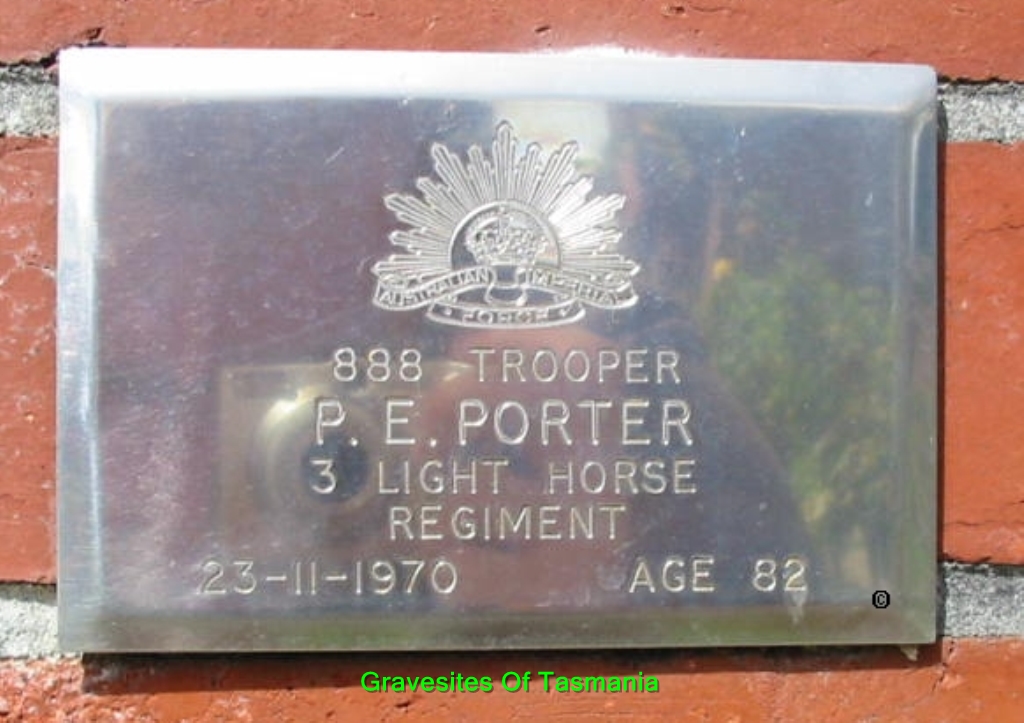 AUSTRALIAN IMPERIAL
FORCE
888 TROOPER
P. E. PORTER
3 LIGHT HORSE
REGIMENT
23-11-1970 AGE 82
©
Gravesites Of Tasmania